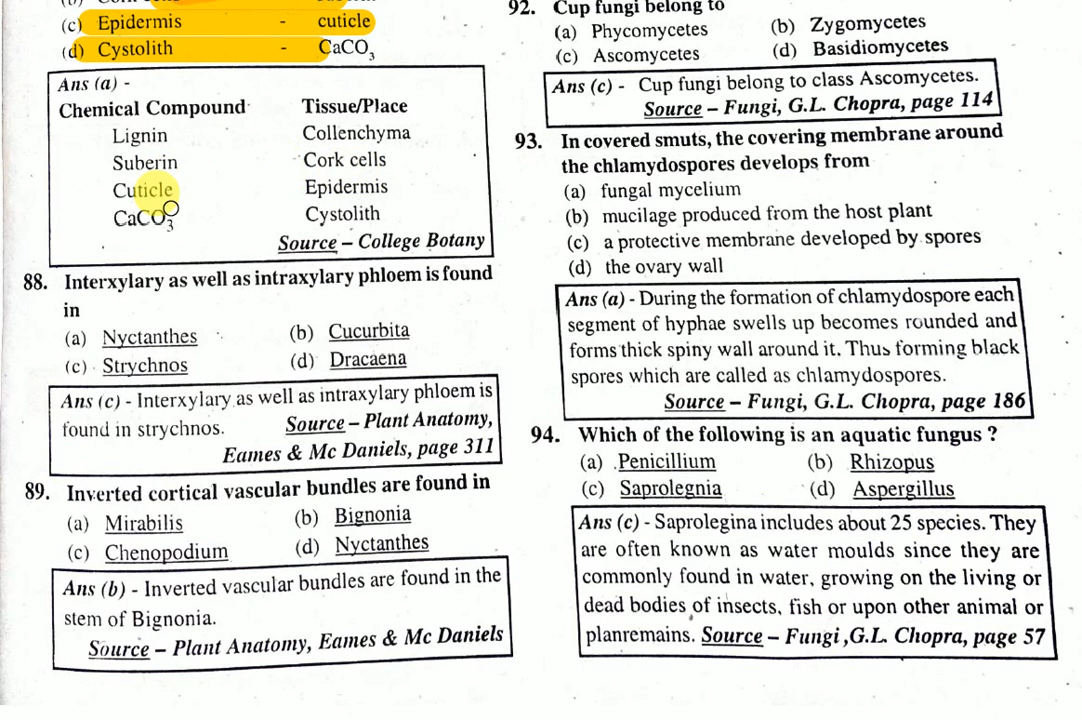 (c) Epidermis - cuticle
(d) Cystolith - CaCO₃
Ans (a) -
Chemical Compound Tissue/Place
Lignin Collenchyma
Suberin Cork cells
Cuticle Epidermis
CaCO₃ Cystolith
Source – College Botany
88. Interxylary as well as intraxylary phloem is found
in
(a) Nyctanthes (b) Cucurbita
(c) Strychnos (d) Dracaena
Ans (c) - Interxylary as well as intraxylary phloem is
found in strychnos. Source – Plant Anatomy,
Eames & Mc Daniels, page 311
89. Inverted cortical vascular bundles are found in
(a) Mirabilis (b) Bignonia
(c) Chenopodium (d) Nyctanthes
Ans (b) - Inverted vascular bundles are found in the
stem of Bignonia.
Source – Plant Anatomy, Eames & Mc Daniels
92. Cup fungi belong to
(a) Phycomycetes (b) Zygomycetes
(c) Ascomycetes (d) Basidiomycetes
Ans (c) - Cup fungi belong to class Ascomycetes.
Source – Fungi, G.L. Chopra, page 114
93. In covered smuts, the covering membrane around
the chlamydospores develops from
(a) fungal mycelium
(b) mucilage produced from the host plant
(c) a protective membrane developed by spores
(d) the ovary wall
Ans (a) - During the formation of chlamydospore each
segment of hyphae swells up becomes rounded and
forms thick spiny wall around it. Thus forming black
spores which are called as chlamydospores.
Source – Fungi, G.L. Chopra, page 186
94. Which of the following is an aquatic fungus ?
(a) Penicillium (b) Rhizopus
(c) Saprolegnia (d) Aspergillus
Ans (c) - Saprolegina includes about 25 species. They
are often known as water moulds since they are
commonly found in water, growing on the living or
dead bodies of insects, fish or upon other animal or
planremains. Source – Fungi ,G.L. Chopra, page 57